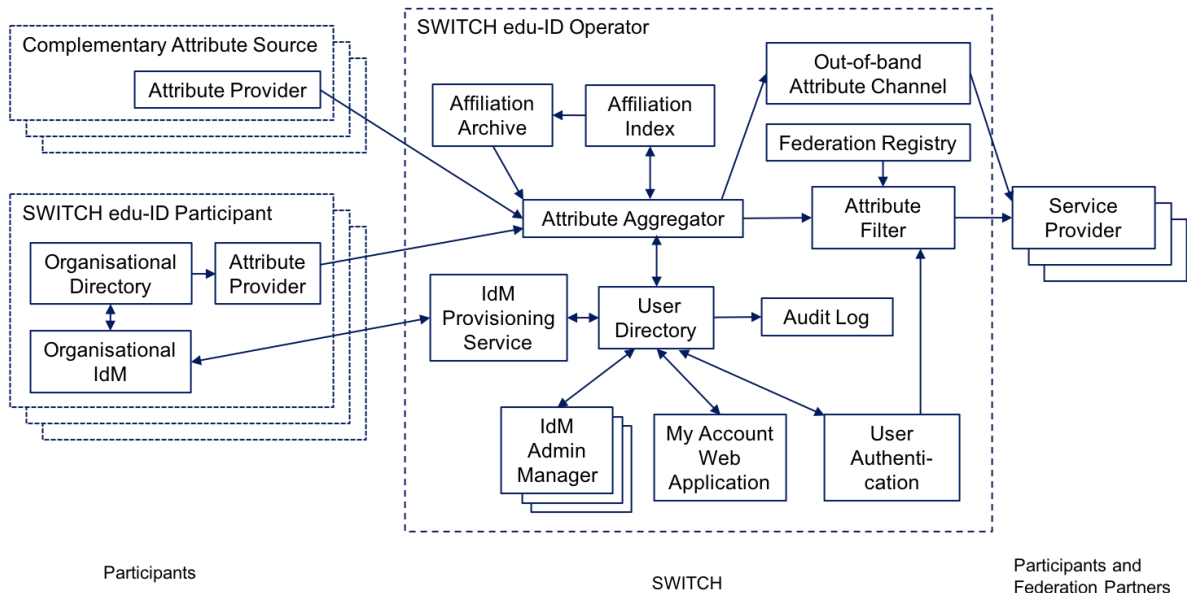 Complementary Attribute Source
Attribute Provider
SWITCH edu-ID Participant
Organisational
Directory
Attribute
Provider
Organisational
IdM
SWITCH edu-ID Operator
Affiliation
Archive
Affiliation
Index
Out-of-band
Attribute Channel
Federation Registry
Attribute Aggregator
Attribute
Filter
Service
Provider
IdM
Provisioning
Service
User
Directory
Audit Log
IdM
Admin
Manager
My Account
Web
Application
User
Authenti-
cation
Participants
SWITCH
Participants and
Federation Partners